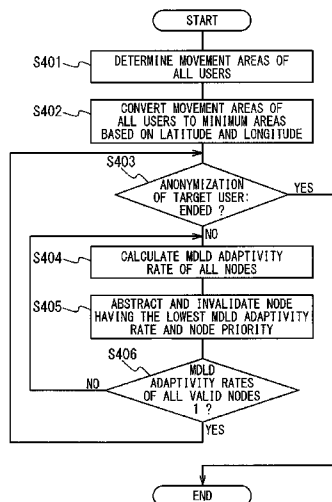 START
S401
DETERMINE MOVEMENT AREAS OF
ALL USERS
S402
CONVERT MOVEMENT AREAS OF
ALL USERS TO MINIMUM AREAS
BASED ON LATITUDE AND LONGITUDE
S403
ANONYMIZATION
OF TARGET USER:
ENDED ?
YES
NO
S404
CALCULATE MDLD ADAPTIVITY
RATE OF ALL NODES
S405
ABSTRACT AND INVALIDATE NODE
HAVING THE LOWEST MDLD ADAPTIVITY
RATE AND NODE PRIORITY
S406
MDLD
ADAPTIVITY RATES
OF ALL VALID NODES
1 ?
NO
YES
END